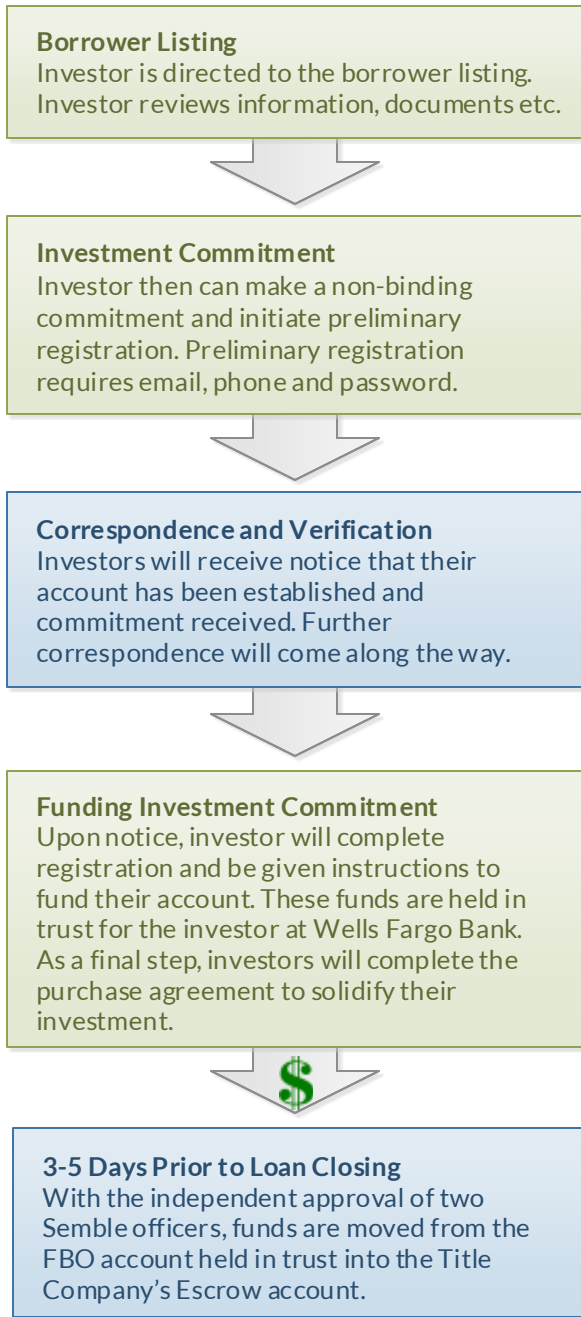 Borrower Listing
Investor is directed to the borrower listing.
Investor reviews information, documents etc.
Investment Commitment
Investor then can make a non-binding
commitment and initiate preliminary
registration. Preliminary registration
requires email, phone and password.
Correspondence and Verification
Investors will receive notice that their
account has been established and
commitment received. Further
correspondence will come along the way.
Funding Investment Commitment
Upon notice, investor will complete
registration and be given instructions to
fund their account. These funds are held in
trust for the investor at Wells Fargo Bank.
As a final step, investors will complete the
purchase agreement to solidify their
investment.
$
3-5 Days Prior to Loan Closing
With the independent approval of two
Semble officers, funds are moved from the
FBO account held in trust into the Title
Company’s Escrow account.